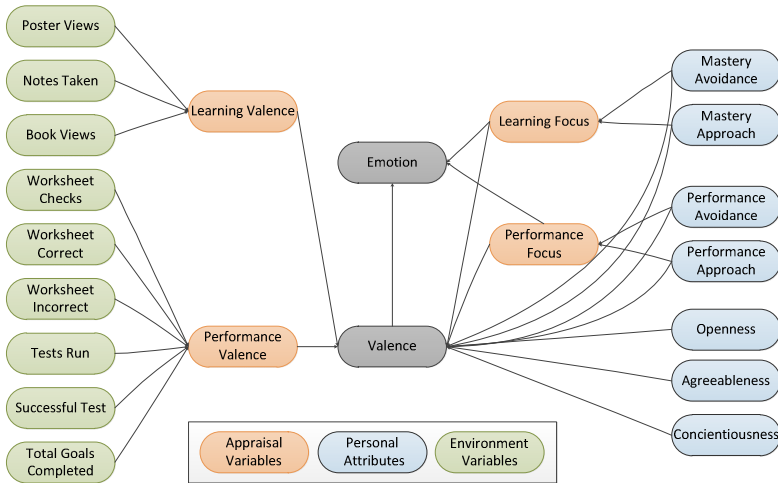 Poster Views
Notes Taken
Book Views
Worksheet
Checks
Worksheet
Correct
Worksheet
Incorrect
Tests Run
Successful Test
Total Goals
Completed
Learning Valence
Performance
Valence
Emotion
Valence
Learning Focus
Performance
Focus
Mastery
Avoidance
Mastery
Approach
Performance
Avoidance
Performance
Approach
Openness
Agreeableness
Concientiousness
Appraisal
Variables
Personal
Attributes
Environment
Variables